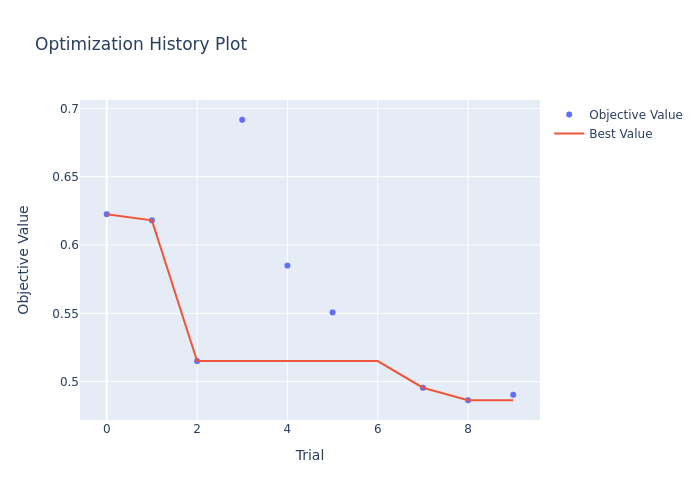 Optimization History Plot
Objective Value
Best Value
0.7
0.65
0.6
0.55
0.5
Objective Value
0
2
4
6
8
Trial